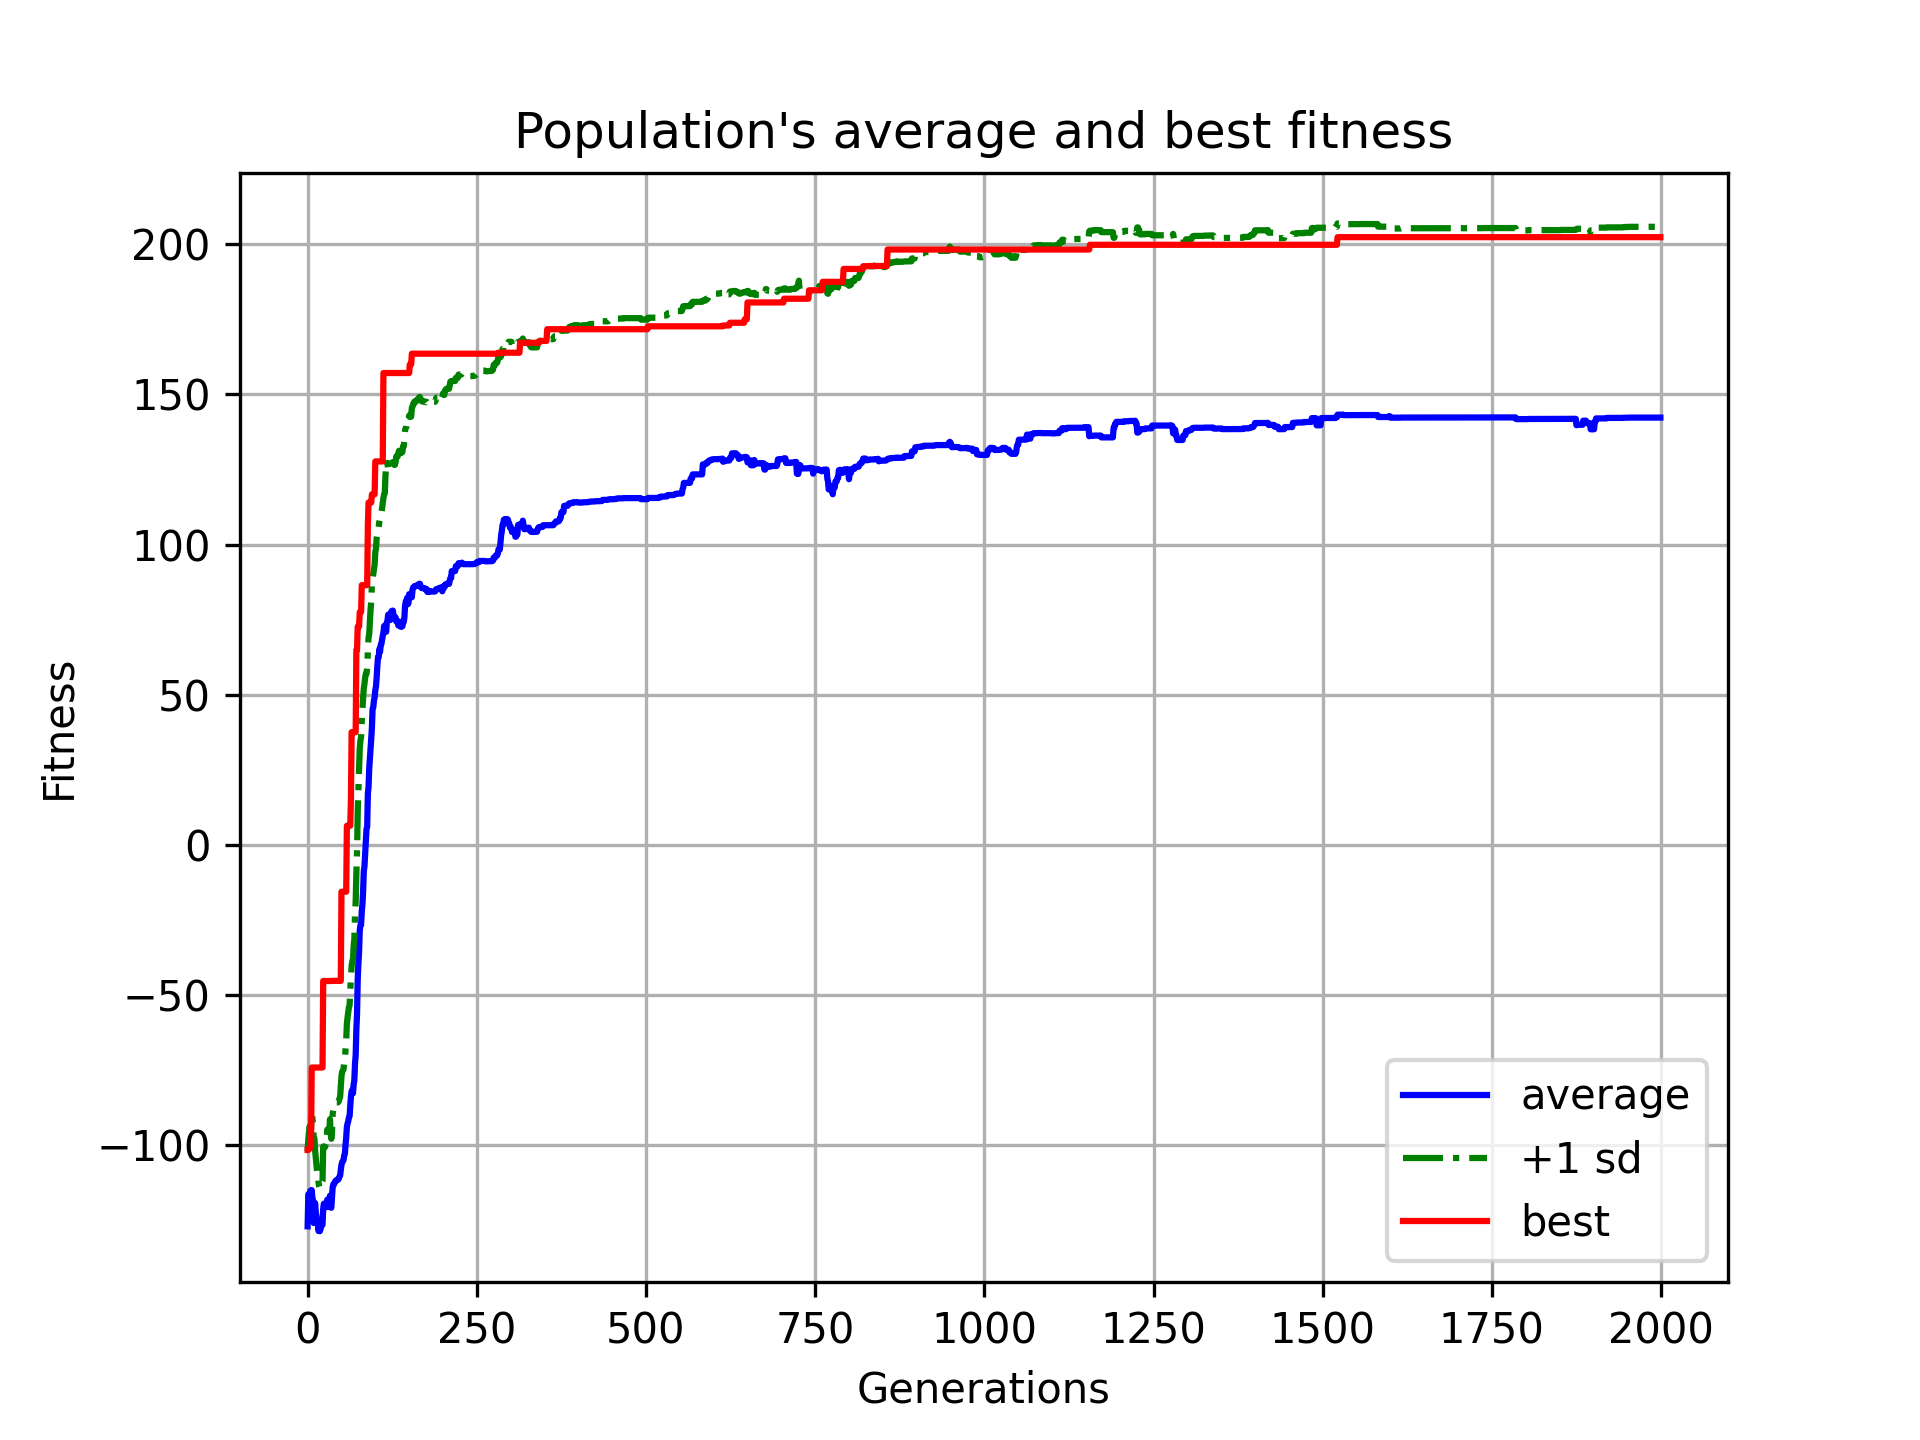 Population's average and best fitness
Fitness
200
150
100
50
0
−50
−100
0 250 500 750 1000 1250 1500 1750 2000
Generations
average
+1 sd
best